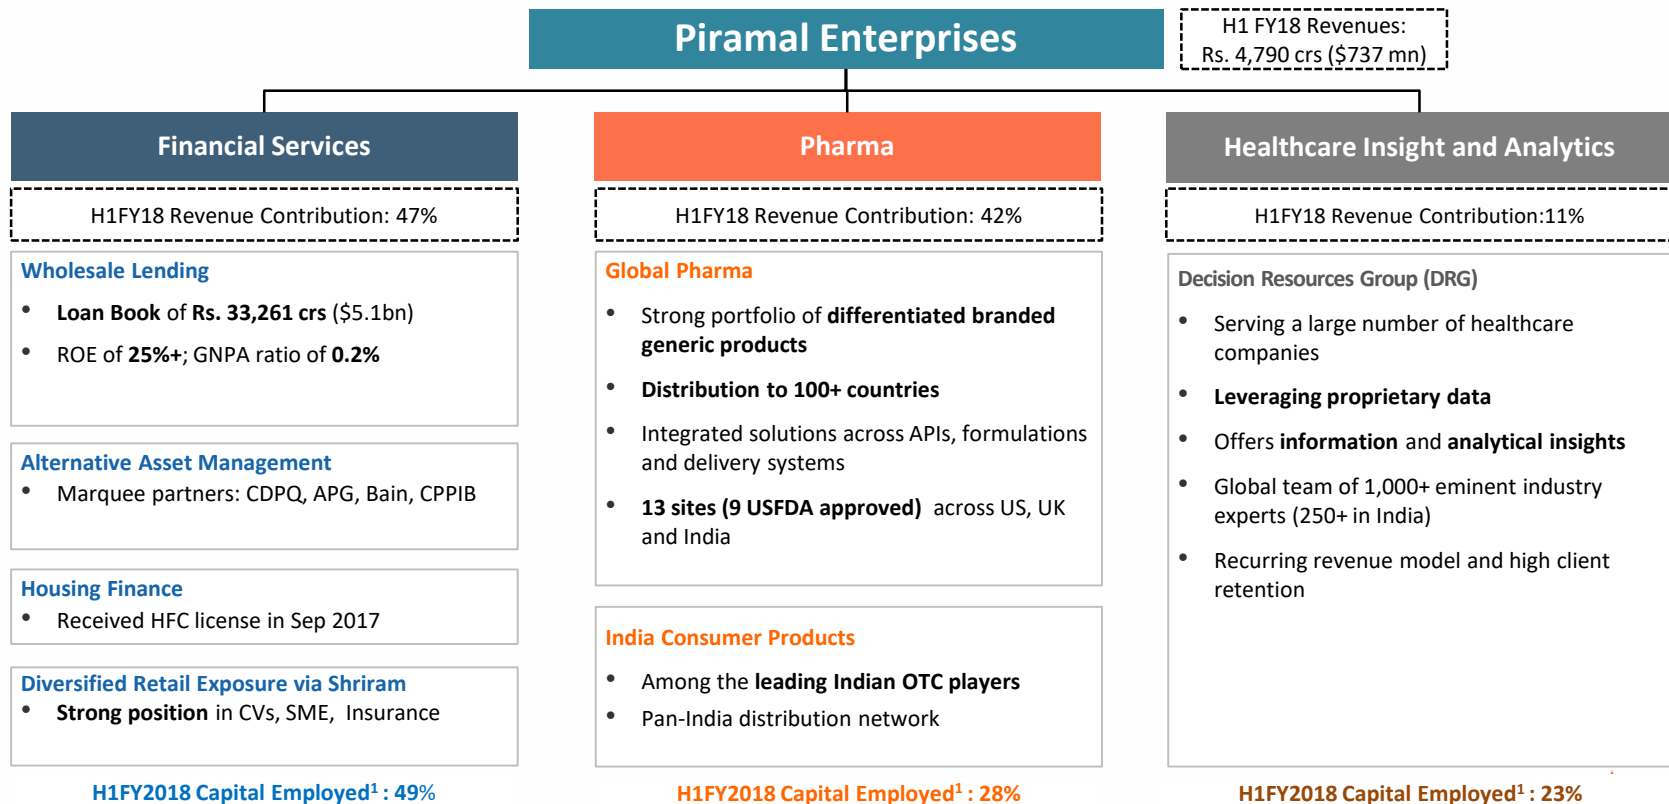 Piramal Enterprises
H1 FY18 Revenues:
Rs. 4,790 crs ($737 mn)
Financial Services
H1FY18 Revenue Contribution: 47%
Wholesale Lending
• Loan Book of Rs. 33,261 crs ($5.1bn)
• ROE of 25%+; GNPA ratio of 0.2%
Alternative Asset Management
• Marquee partners: CDPQ, APG, Bain, CPPIB
Housing Finance
• Received HFC license in Sep 2017
Diversified Retail Exposure via Shriram
• Strong position in CVs, SME, Insurance
H1FY2018 Capital Employed1 : 49%
Pharma
H1FY18 Revenue Contribution: 42%
Global Pharma
• Strong portfolio of differentiated branded
generic products
• Distribution to 100+ countries
• Integrated solutions across APIs, formulations
and delivery systems
• 13 sites (9 USFDA approved) across US, UK
and India
India Consumer Products
• Among the leading Indian OTC players
• Pan-India distribution network
H1FY2018 Capital Employed1 : 28%
Healthcare Insight and Analytics
H1FY18 Revenue Contribution:11%
Decision Resources Group (DRG)
• Serving a large number of healthcare
companies
• Leveraging proprietary data
• Offers information and analytical insights
• Global team of 1,000+ eminent industry
experts (250+ in India)
• Recurring revenue model and high client
retention
H1FY2018 Capital Employed1 : 23%